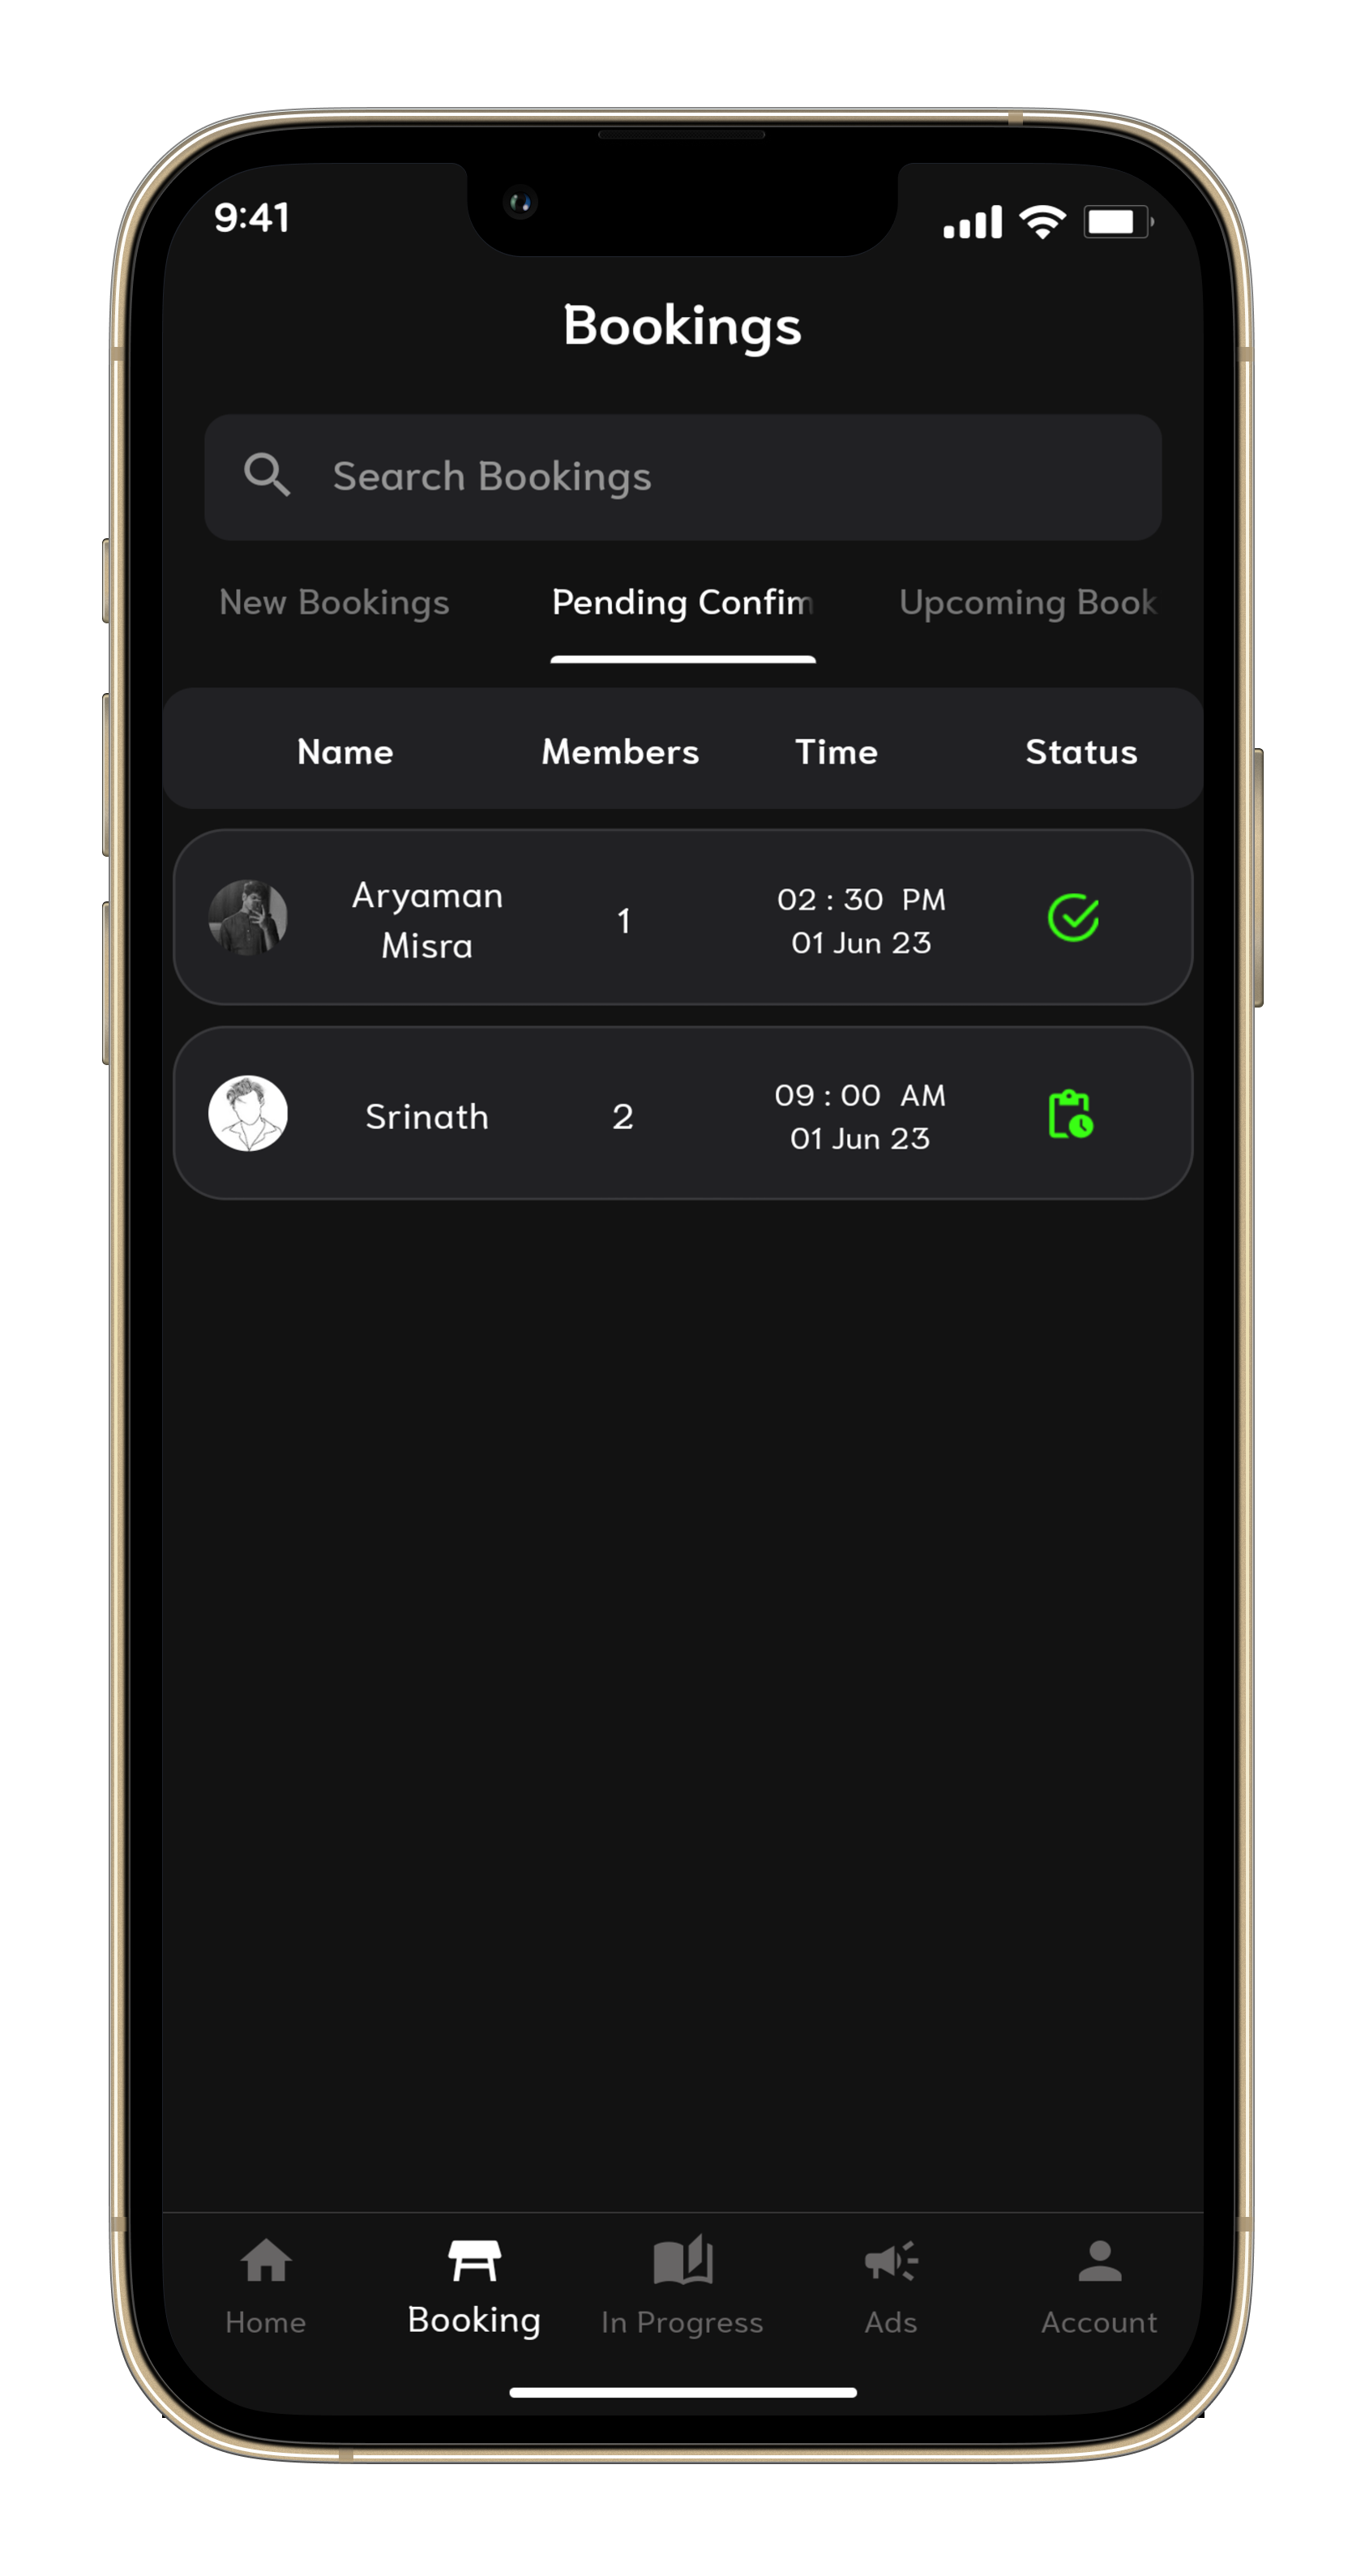 9:41
Bookings
Search Bookings
New Bookings Pending Confim Upcoming Book
Name Members Time Status
Aryaman
Misra
1
02 : 30 PM
01 Jun 23
Srinath
2
09 : 00 AM
01 Jun 23
Home Booking In Progress Ads Account